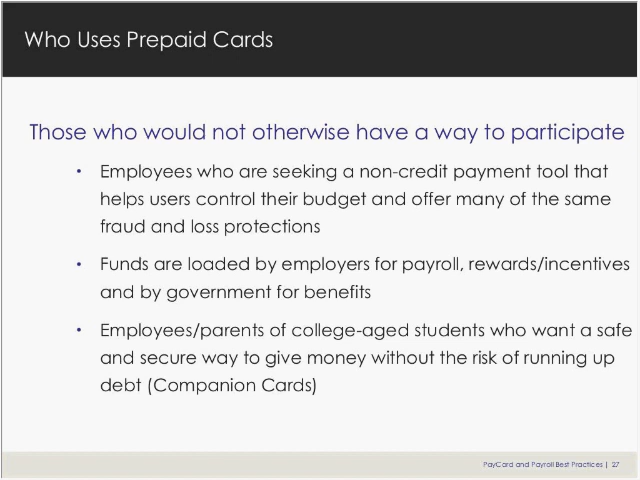 Who Uses Prepaid Cards
Those who would not otherwise have a way to participate
• Employees who are seeking a non-credit payment tool that
helps users control their budget and offer many of the same
fraud and loss protections
• Funds are loaded by employers for payroll, rewards/incentives
and by government for benefits
• Employees/parents of college-aged students who want a safe
and secure way to give money without the risk of running up
debt (Companion Cards)
PayCard and Payroll Best Practices | 27